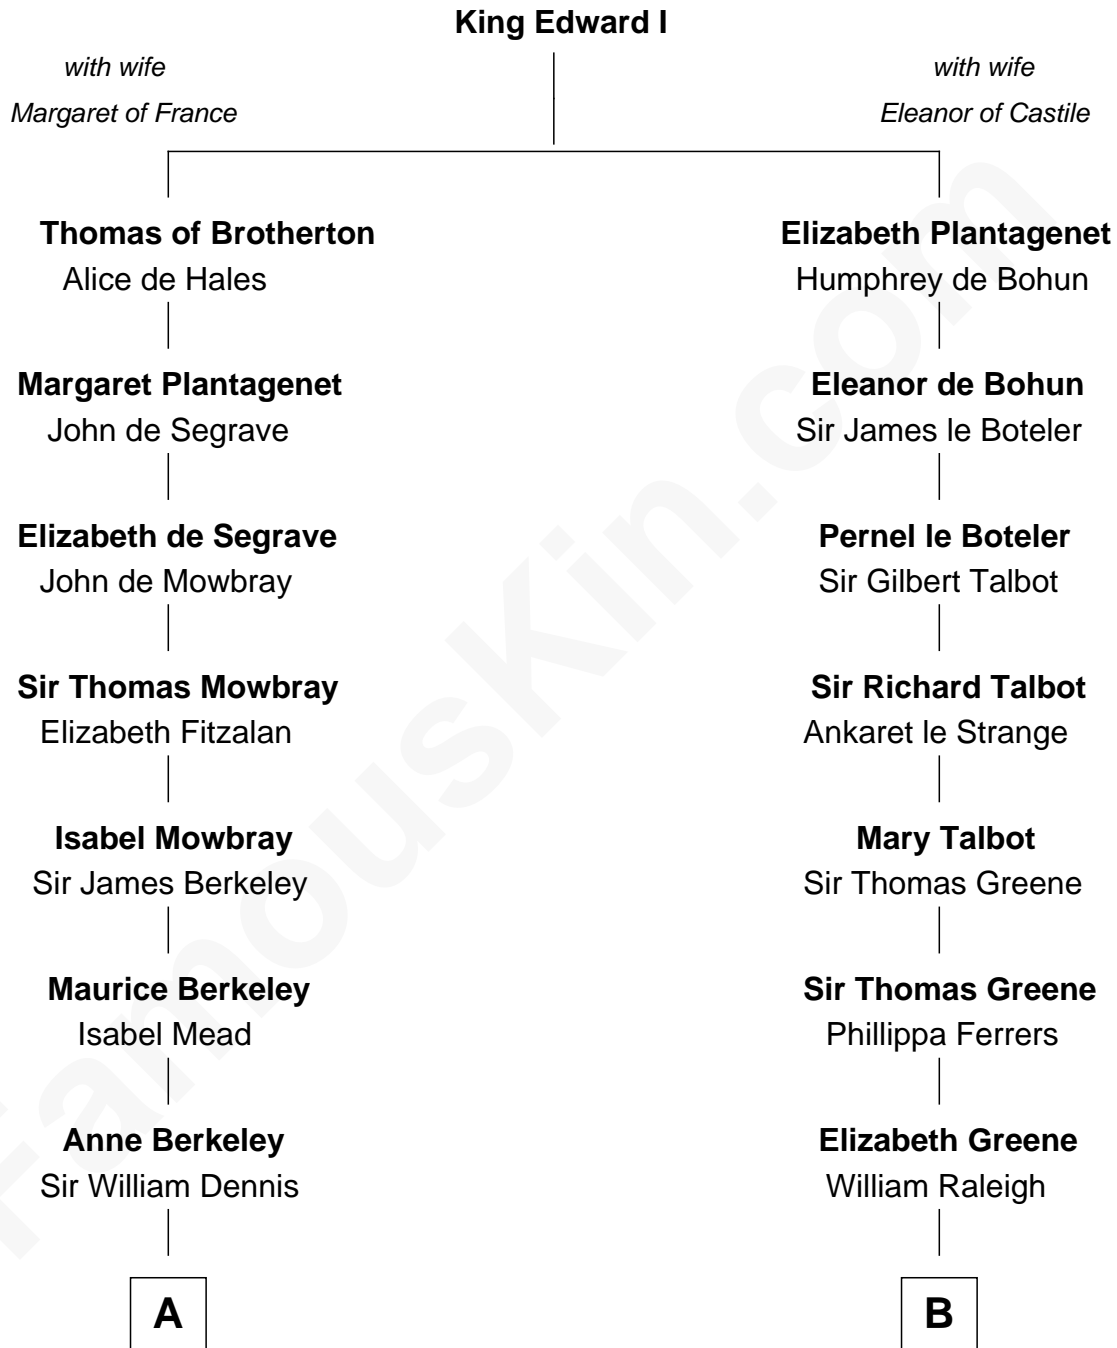 King Edward I
with wife
Margaret of France
with wife
Eleanor of Castile
Thomas of Brotherton
Alice de Hales
Elizabeth Plantagenet
Humphrey de Bohun
Margaret Plantagenet
John de Segrave
Eleanor de Bohun
Sir James le Boteler
Elizabeth de Segrave
John de Mowbray
Pernel le Boteler
Sir Gilbert Talbot
Sir Thomas Mowbray
Elizabeth Fitzalan
Sir Richard Talbot
Ankaret le Strange
Isabel Mowbray
Sir James Berkeley
Mary Talbot
Sir Thomas Greene
Maurice Berkeley
Isabel Mead
Sir Thomas Greene
Phillippa Ferrers
Anne Berkeley
Sir William Dennis
Elizabeth Greene
William Raleigh
A
B
FamousKin.com